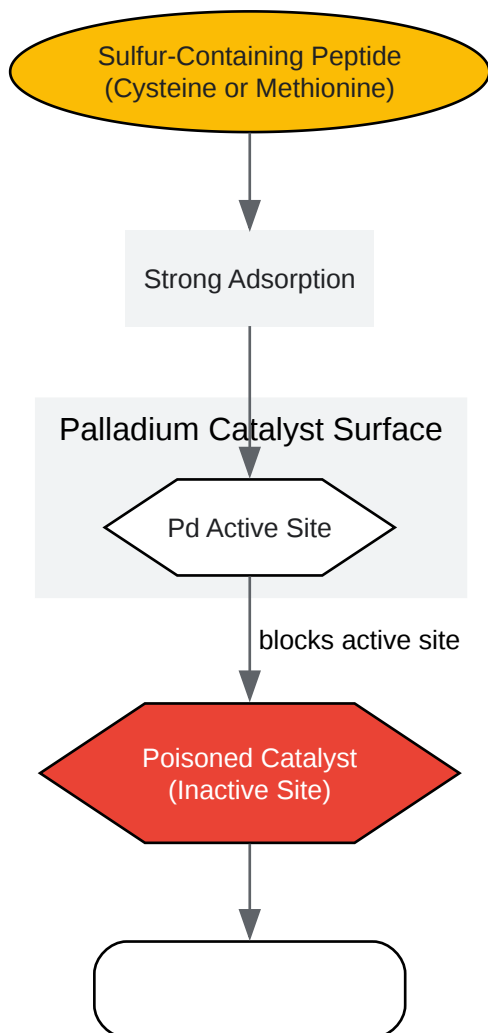 Sulfur-Containing Peptide
(Cysteine or Methionine)
Strong Adsorption
Palladium Catalyst Surface
Pd Active Site
blocks active site
Poisoned Catalyst
(Inactive Site)